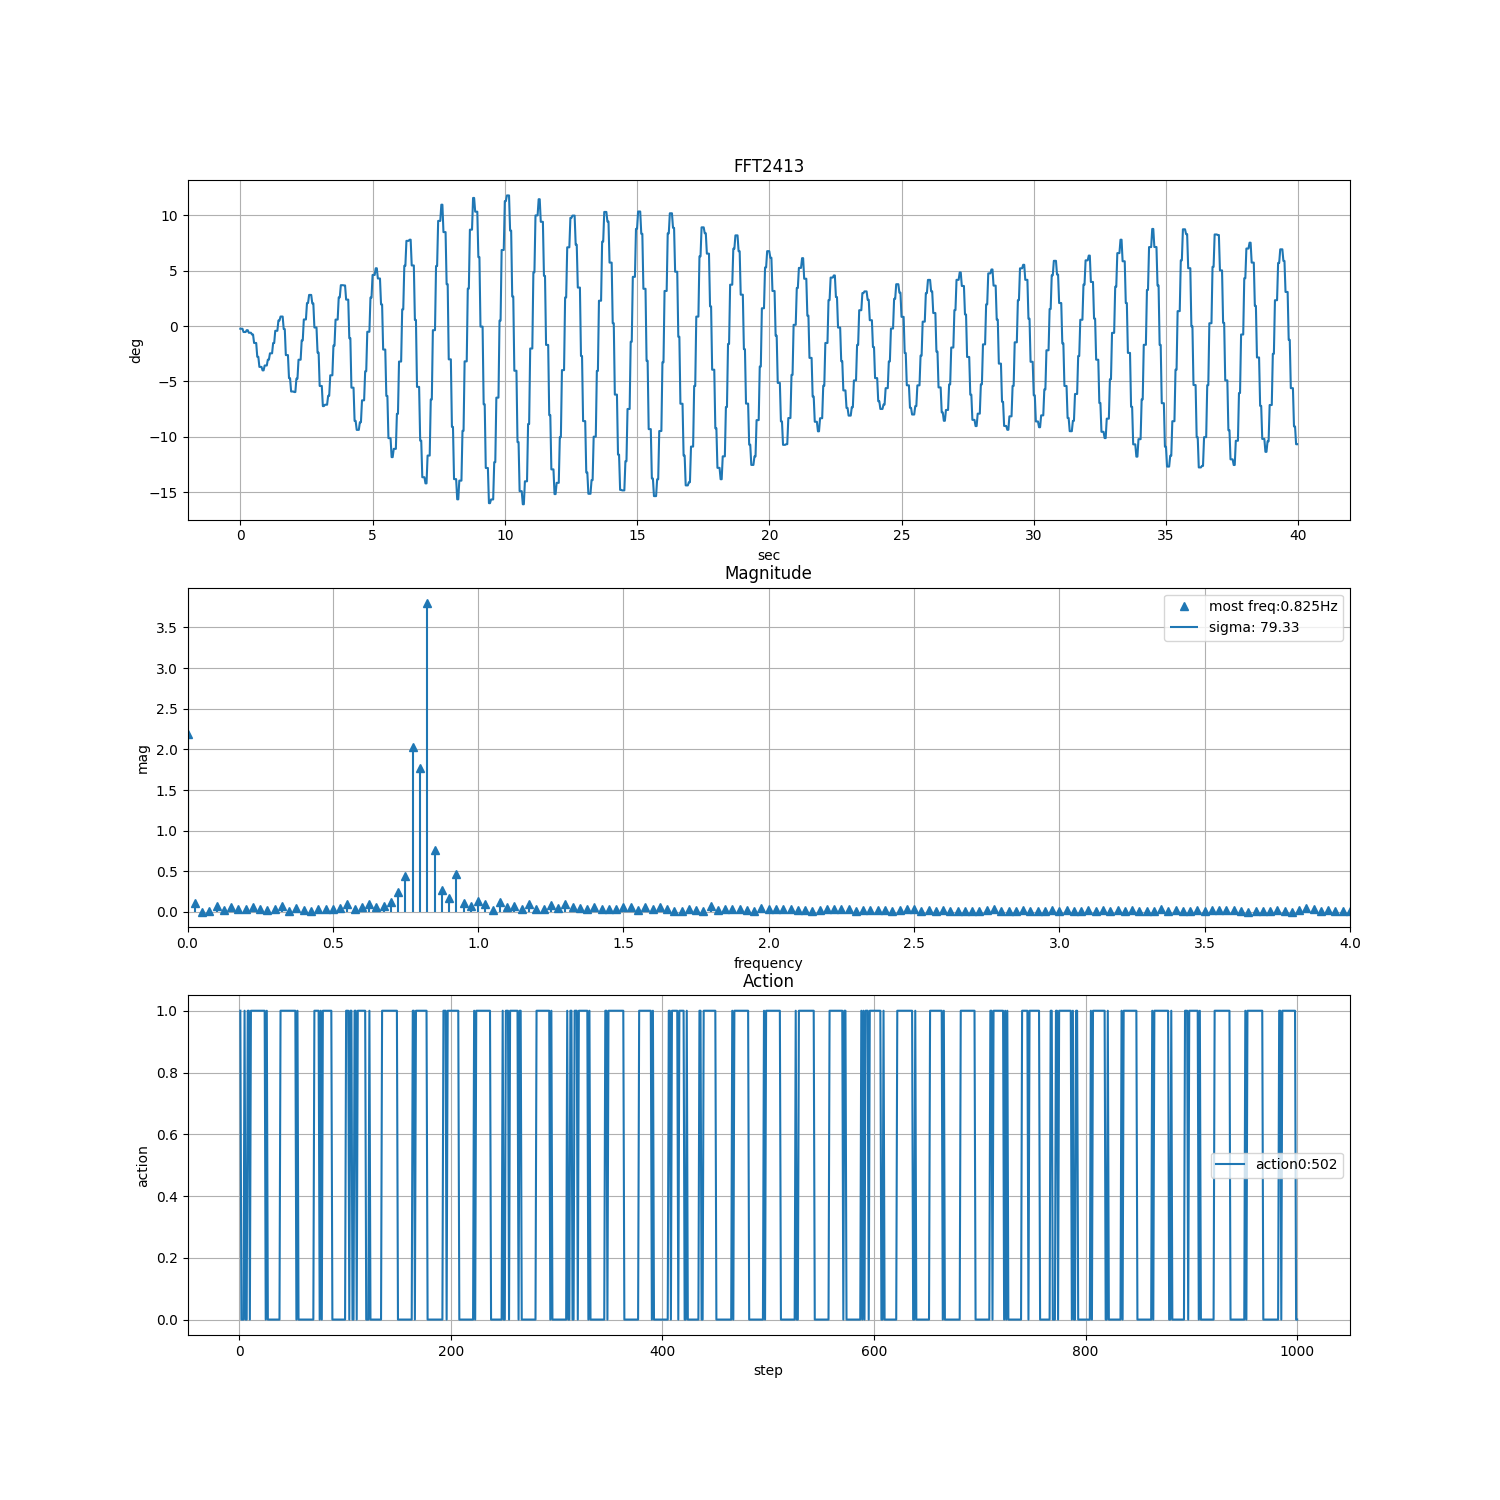 FFT2413
10
5
0
−5
−10
−15
deg
0 5 10 15 20 25 30 35 40
sec
Magnitude
most freq:0.825Hz
sigma: 79.33
3.5
3.0
2.5
2.0
1.5
1.0
0.5
0.0
mag
0.0 0.5 1.0 1.5 2.0 2.5 3.0 3.5 4.0
frequency
Action
1.0
0.8
0.6
0.4
0.2
0.0
action
action0:502
0 200 400 600 800 1000
step